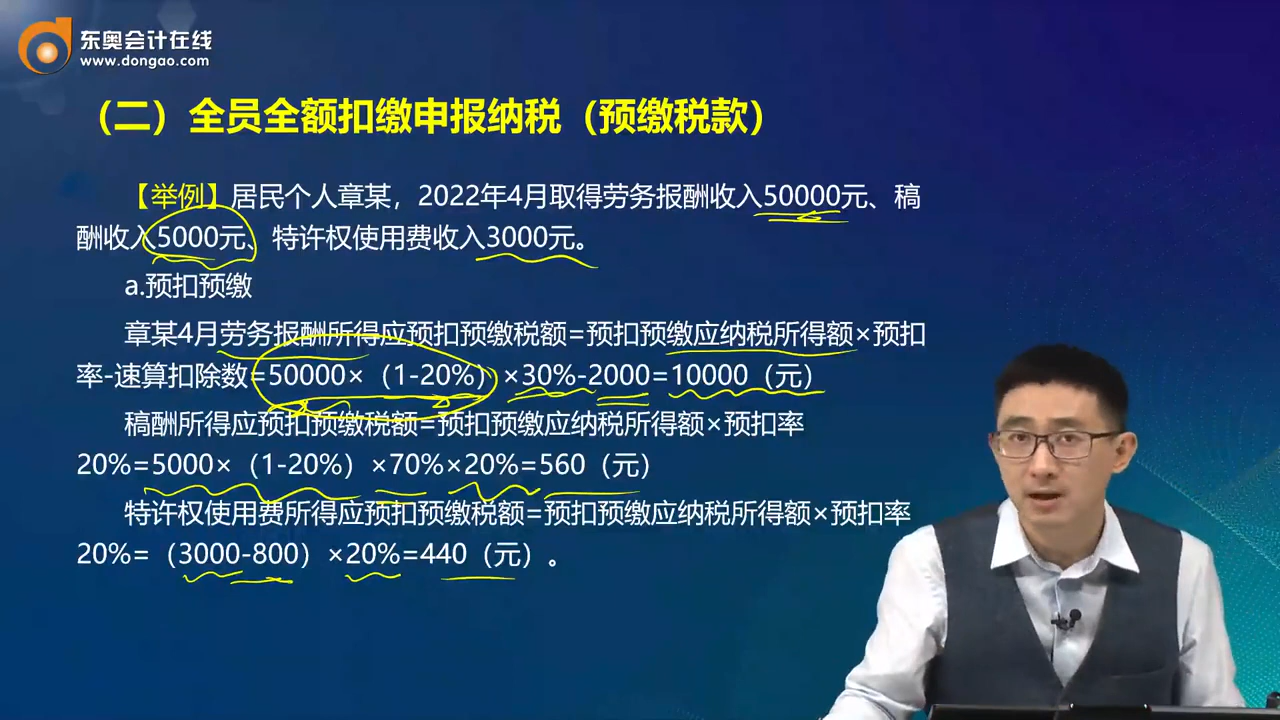 东奥会计在线
www.dongao.com
（二）全员全额扣缴申报纳税（预缴税款）
【举例】居民个人章某，2022年4月取得劳务报酬收入50000元、稿
酬收入5000元、特许权使用费收入3000元。
a.预扣预缴
章某4月劳务报酬所得应预扣预缴税额=预扣预缴应纳税所得额×预扣
率-速算扣除数=50000×（1-20%）×30%-2000=10000（元）
稿酬所得应预扣预缴税额=预扣预缴应纳税所得额×预扣率
20%=5000×（1-20%）×70%×20%=560（元）
特许权使用费所得应预扣预缴税额=预扣预缴应纳税所得额×预扣率
20%=（3000-800）×20%=440（元）。